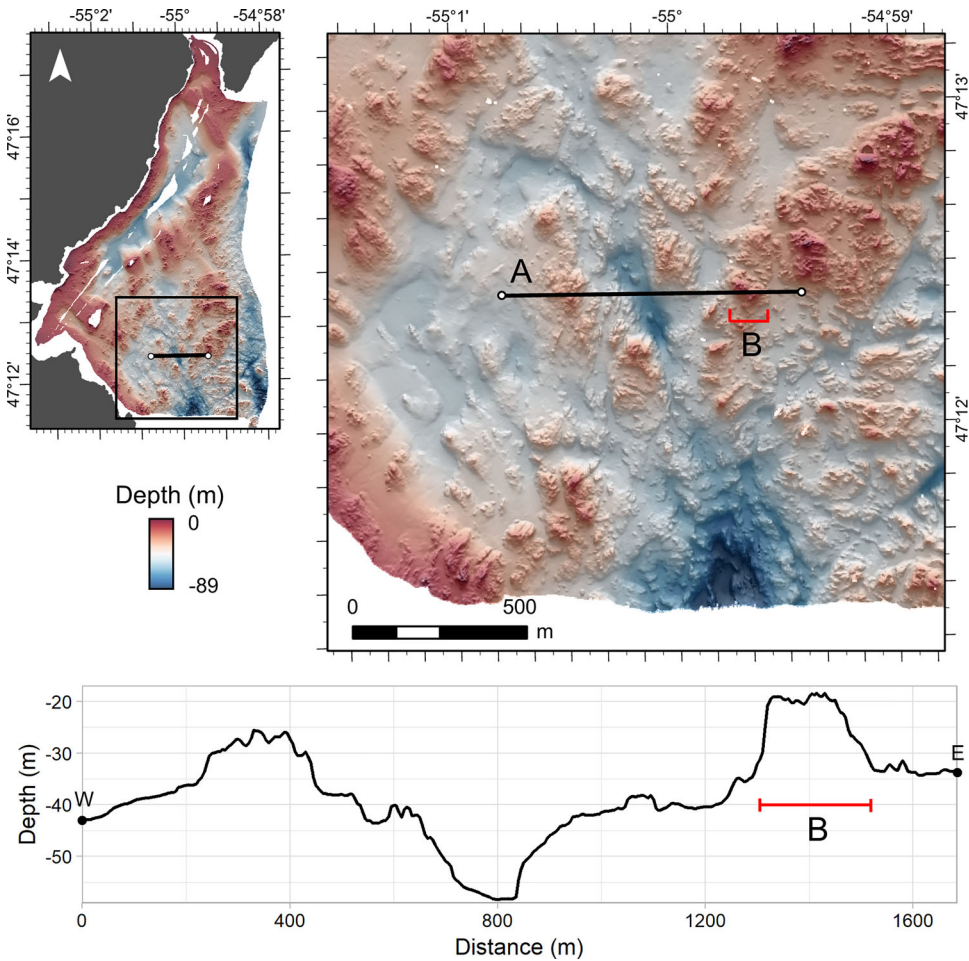 -55°2' -55° -54°58'
47°16'
47°14'
47°12'
-55°1' -55° -54°59'
47°13'
47°12'
A
B
Depth (m)
0
-89
0 500
m
Depth (m)
-20
-30
-40
-50
W
E
B
0 400 800 1200 1600
Distance (m)